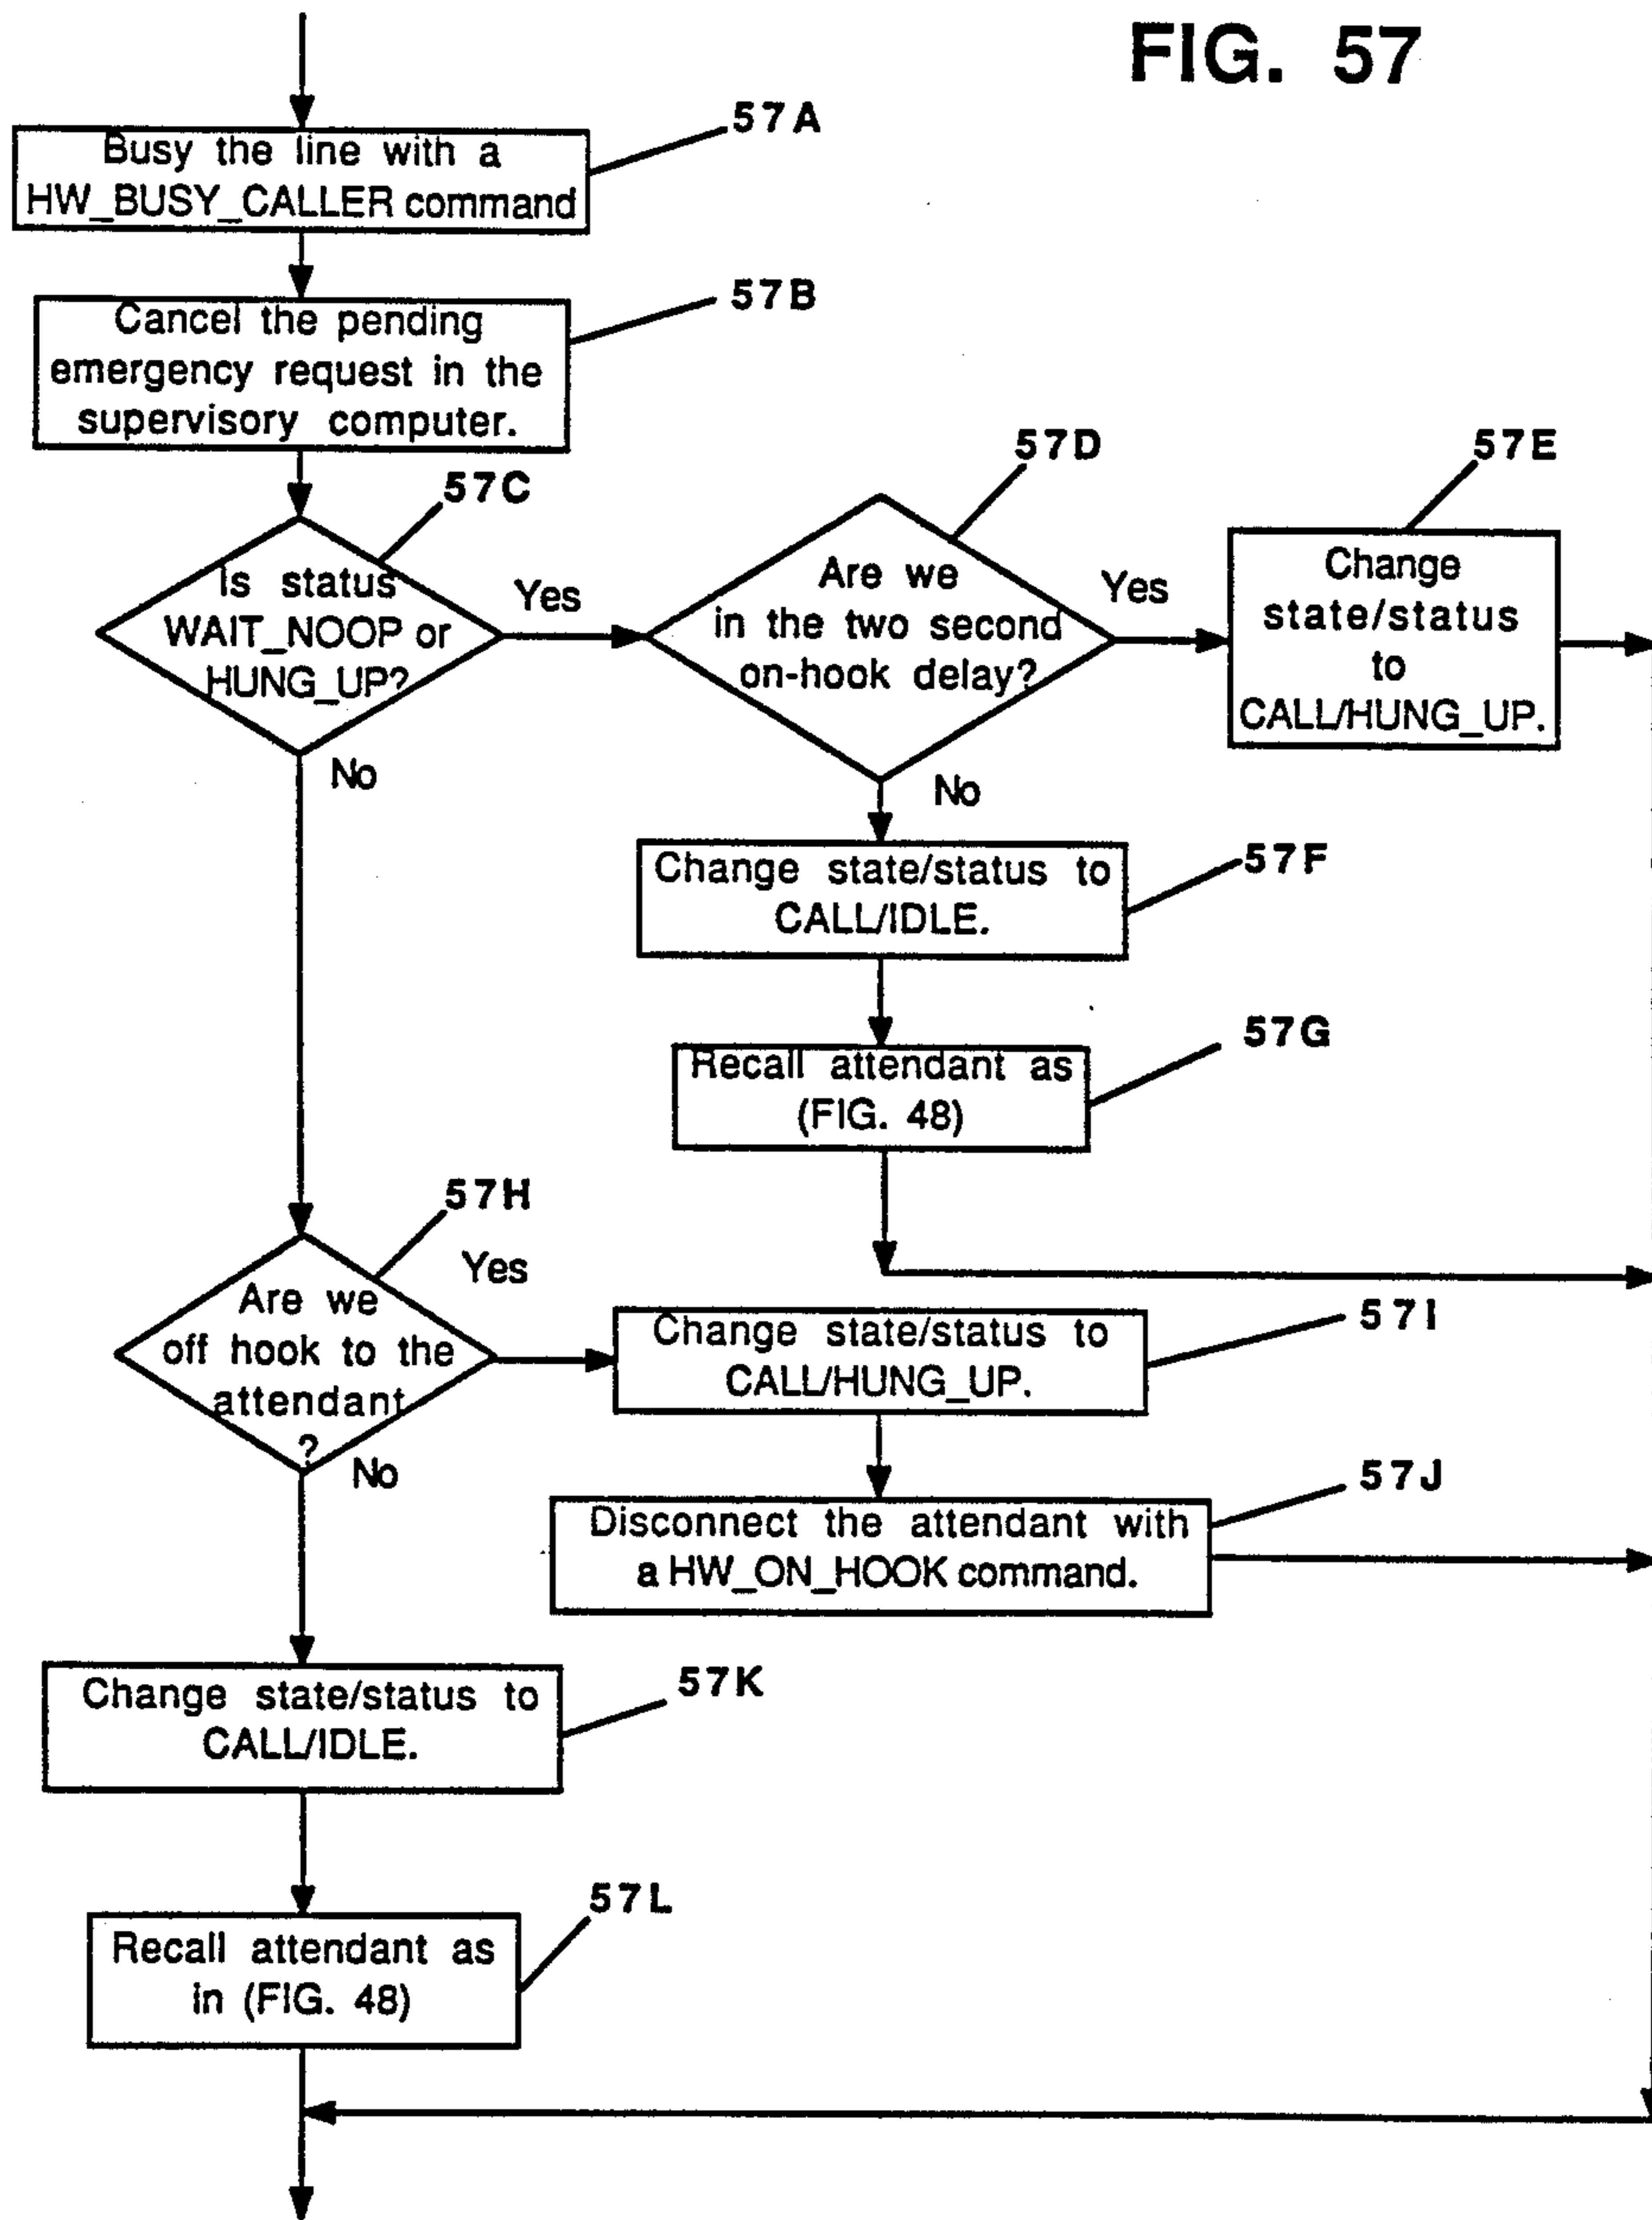 FIG. 57
57A
Busy the line with a
HW_BUSY_CALLER command
57B
Cancel the pending
emergency request in the
supervisory computer.
57C
Is status
WAIT_NOOP or
HUNG_UP?
Yes
No
57D
Are we
in the two second
on-hook delay?
Yes
No
57E
Change
state/status
to
CALL/HUNG_UP.
57F
Change state/status to
CALL/IDLE.
57G
Recall attendant as
(FIG. 48)
57H
Are we
off hook to the
attendant
?
Yes
No
57I
Change state/status to
CALL/HUNG_UP.
57J
Disconnect the attendant with
a HW_ON_HOOK command.
57K
Change state/status to
CALL/IDLE.
57L
Recall attendant as
in (FIG. 48)